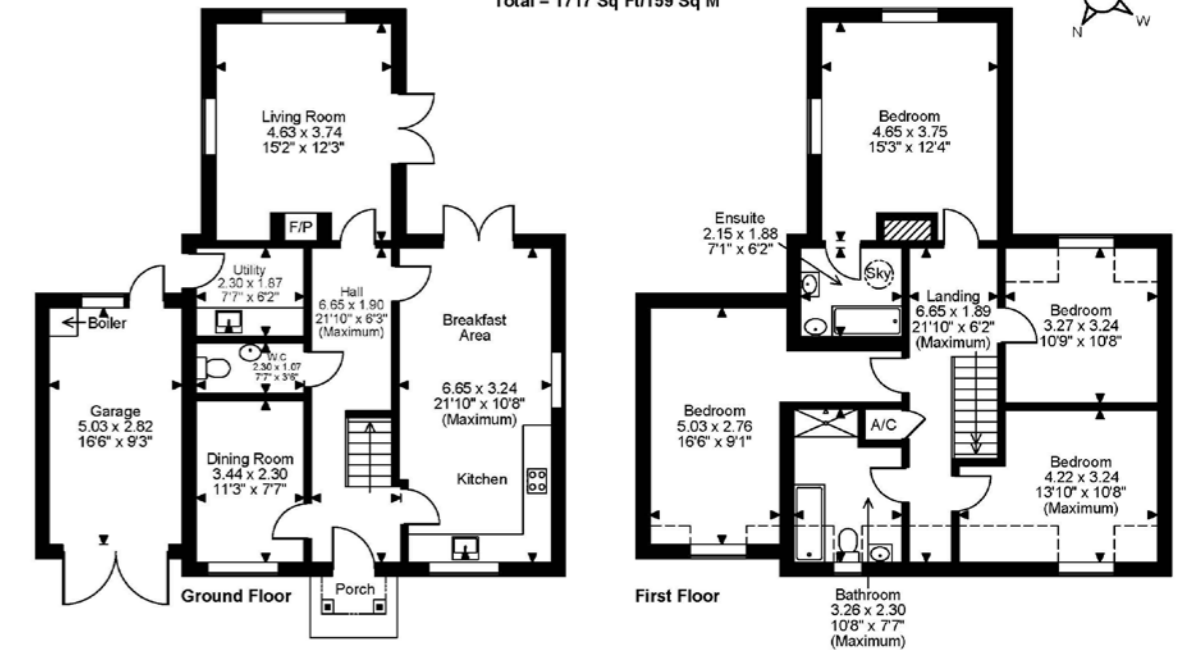 Total = 1717 Sq Ft/159 Sq M
N
W
Living Room
4.63 x 3.74
15'2" x 12'3"
F/P
Utility
2.30 x 1.87
7'7" x 6'2"
Hall
6.65 x 1.90
21'10" x 6'3"
(Maximum)
Breakfast
Area
Boiler
W.C
2.30 x 1.07
7'7" x 3'6"
6.65 x 3.24
21'10" x 10'8"
(Maximum)
Garage
5.03 x 2.82
16'6" x 9'3"
Dining Room
3.44 x 2.30
11'3" x 7'7"
Kitchen
Porch
Ground Floor
Bedroom
4.65 x 3.75
15'3" x 12'4"
Ensuite
2.15 x 1.88
7'1" x 6'2"
Sky
Landing
6.65 x 1.89
21'10" x 6'2"
(Maximum)
Bedroom
3.27 x 3.24
10'9" x 10'8"
Bedroom
5.03 x 2.76
16'6" x 9'1"
A/C
Bedroom
4.22 x 3.24
13'10" x 10'8"
(Maximum)
First Floor
Bathroom
3.26 x 2.30
10'8" x 7'7"
(Maximum)